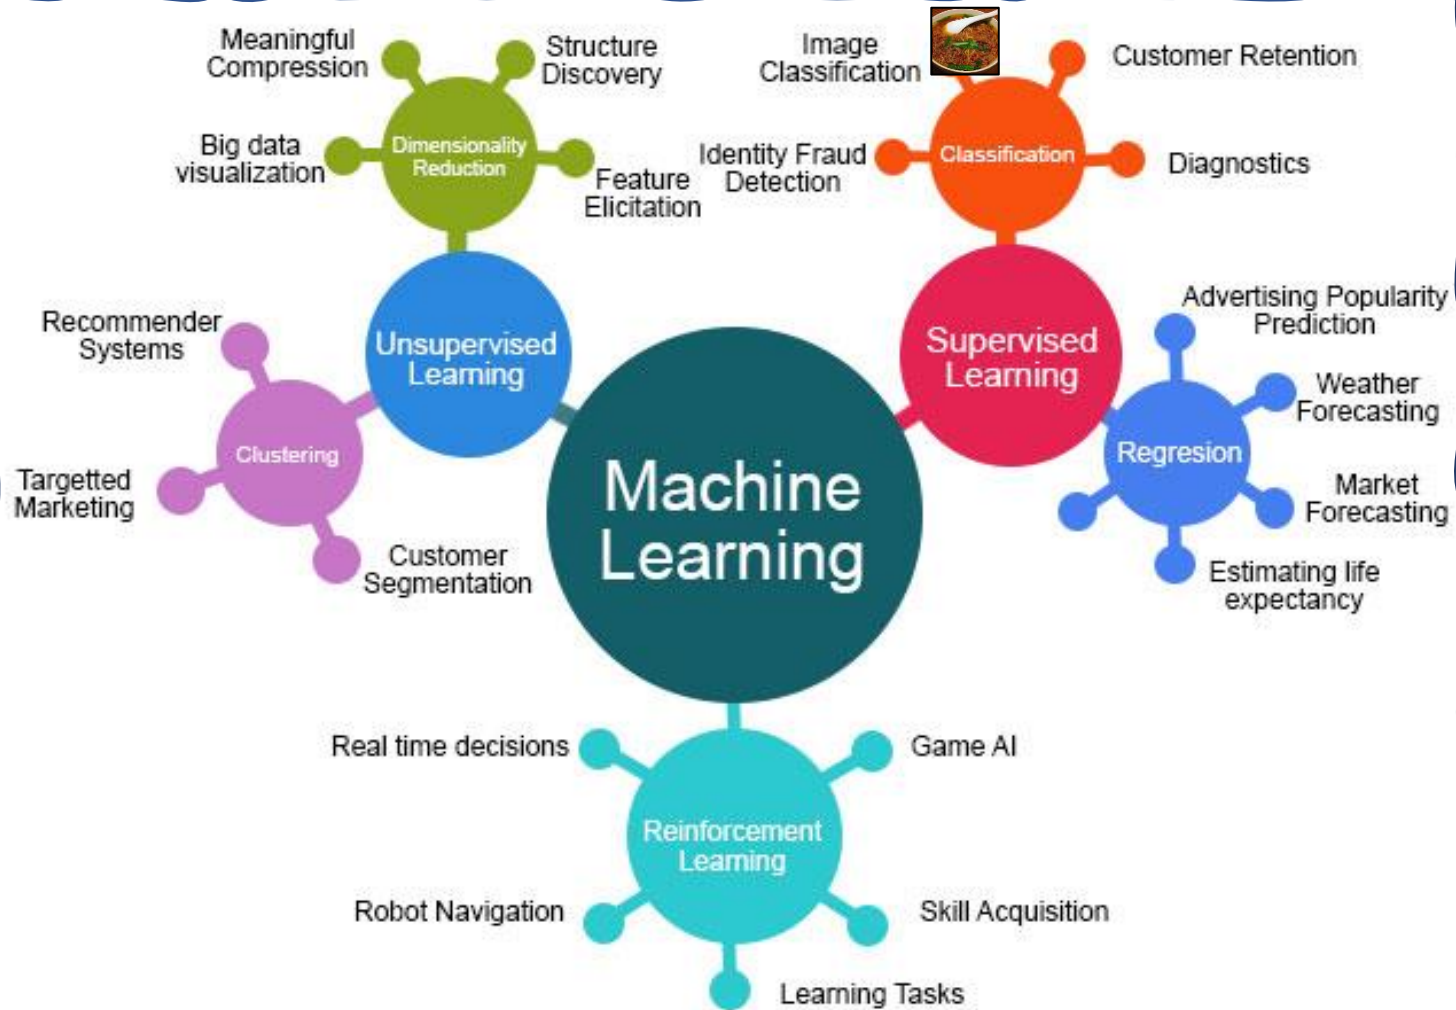 Meaningful
Compression
Structure
Discovery
Big data
visualization
Dimensionality
Reduction
Feature
Elicitation
Image
Classification
Customer Retention
Identity Fraud
Detection
Classification
Diagnostics
Recommender
Systems
Unsupervised
Learning
Clustering
Targetted
Marketing
Customer
Segmentation
Machine
Learning
Supervised
Learning
Advertising Popularity
Prediction
Weather
Forecasting
Regresion
Market
Forecasting
Estimating life
expectancy
Real time decisions
Game AI
Reinforcement
Learning
Robot Navigation
Skill Acquisition
Learning Tasks